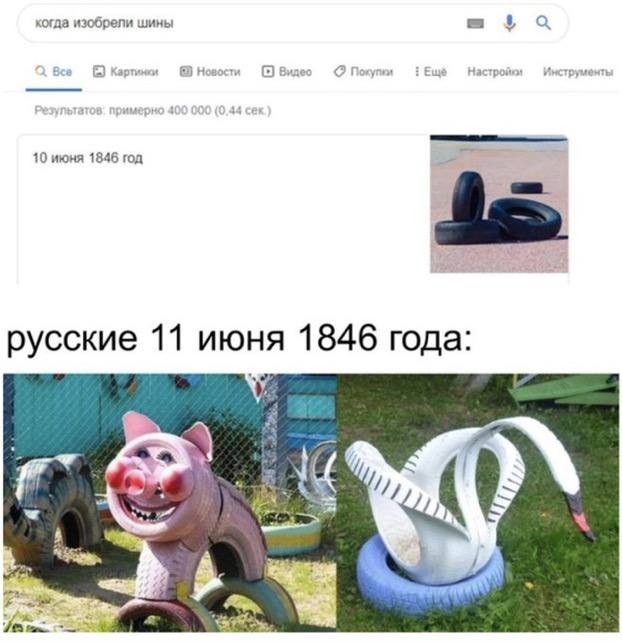 когда изобрели шины
Все Картинки Новости Видео Покупки Ещё Настройки Инструменты
Результатов: примерно 400 000 (0,44 сек.)
10 июня 1846 год
русские 11 июня 1846 года: